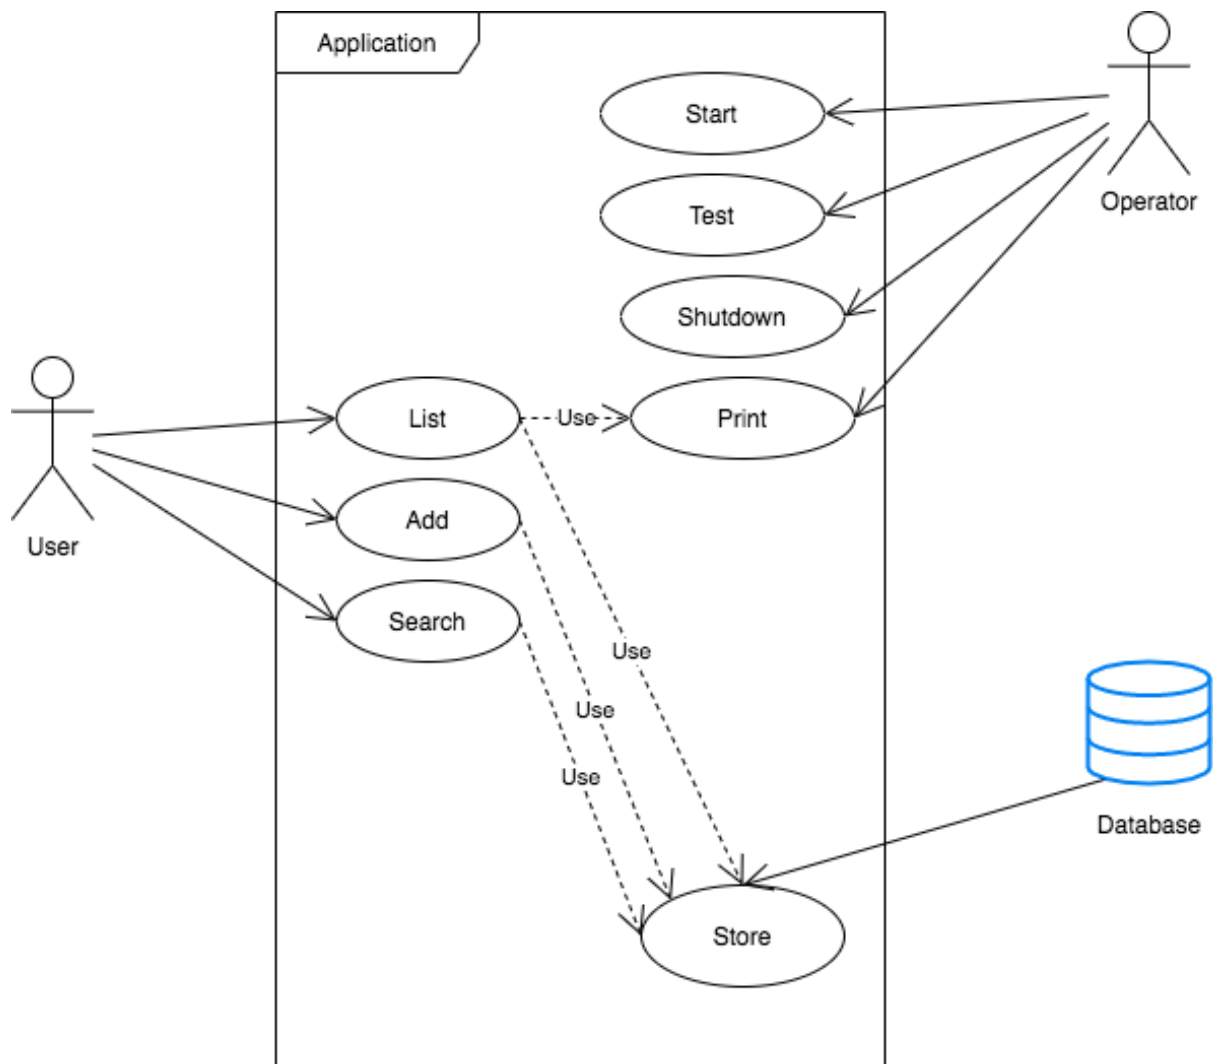 Application
Start
Test
Operator
Shutdown
List
Use
Print
Add
User
Search
Use
Use
Use
Database
Store